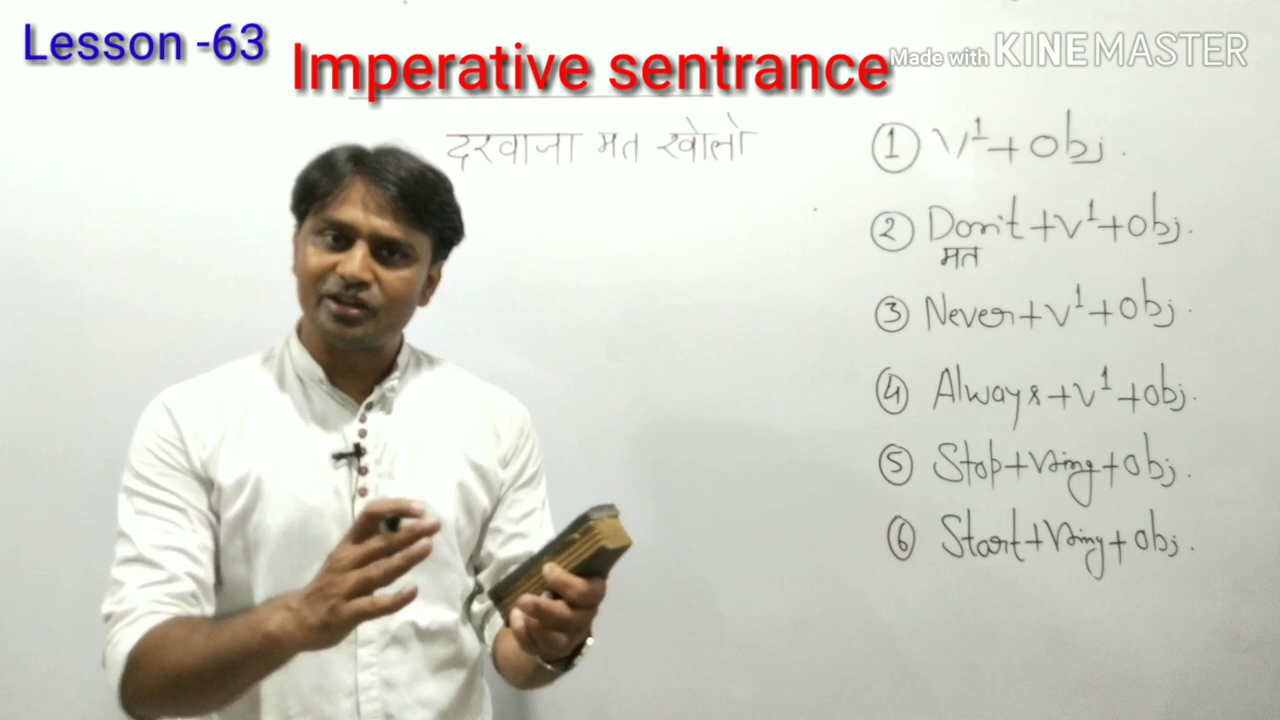 Lesson -63
Imperative sentrance
Made with KINEMASTER
दरवाजा मत खोलो
① V¹ + Obj.
② Don't + V¹ + Obj.
मत
③ Never + V¹ + Obj.
④ Always + V¹ + Obj.
⑤ Stop + Ving + Obj.
⑥ Start + Ving + Obj.